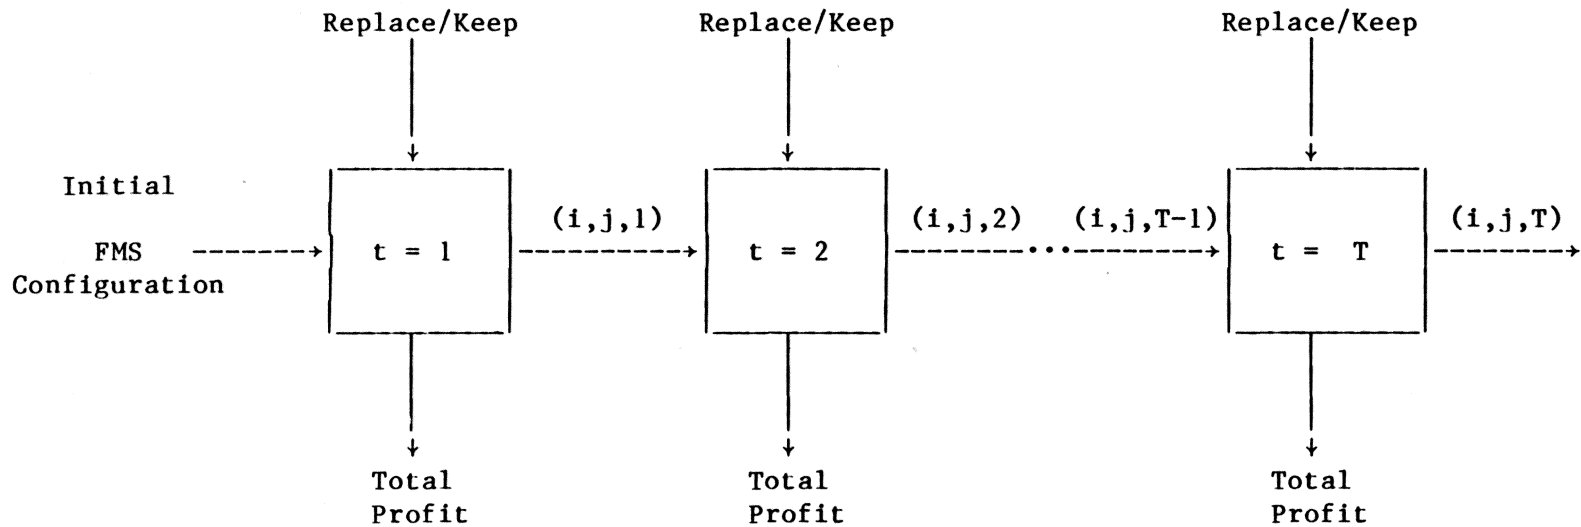 Replace/Keep
Replace/Keep
Replace/Keep
Initial
FMS
Configuration
t = 1
(i,j,1)
t = 2
(i,j,2)
...
(i,j,T-1)
t = T
(i,j,T)
Total
Profit
Total
Profit
Total
Profit